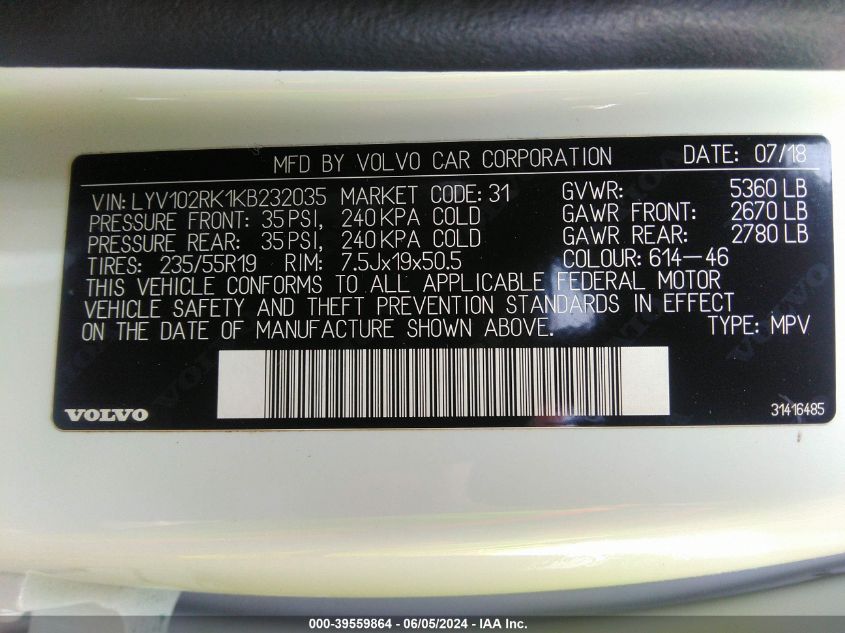 MFD BY VOLVO CAR CORPORATION DATE: 07/18
VIN: LYV102RK1KB232035 MARKET CODE: 31 GVWR: 5360 LB
PRESSURE FRONT: 35 PSI, 240 KPA COLD GAWR FRONT: 2670 LB
PRESSURE REAR: 35 PSI, 240 KPA COLD GAWR REAR: 2780 LB
TIRES: 235/55R19 RIM: 7.5Jx19x50.5 COLOUR: 614-46
THIS VEHICLE CONFORMS TO ALL APPLICABLE FEDERAL MOTOR
VEHICLE SAFETY AND THEFT PREVENTION STANDARDS IN EFFECT
ON THE DATE OF MANUFACTURE SHOWN ABOVE. TYPE: MPV
VOLVO 31416485
000-39559864 - 06/05/2024 - IAA Inc.